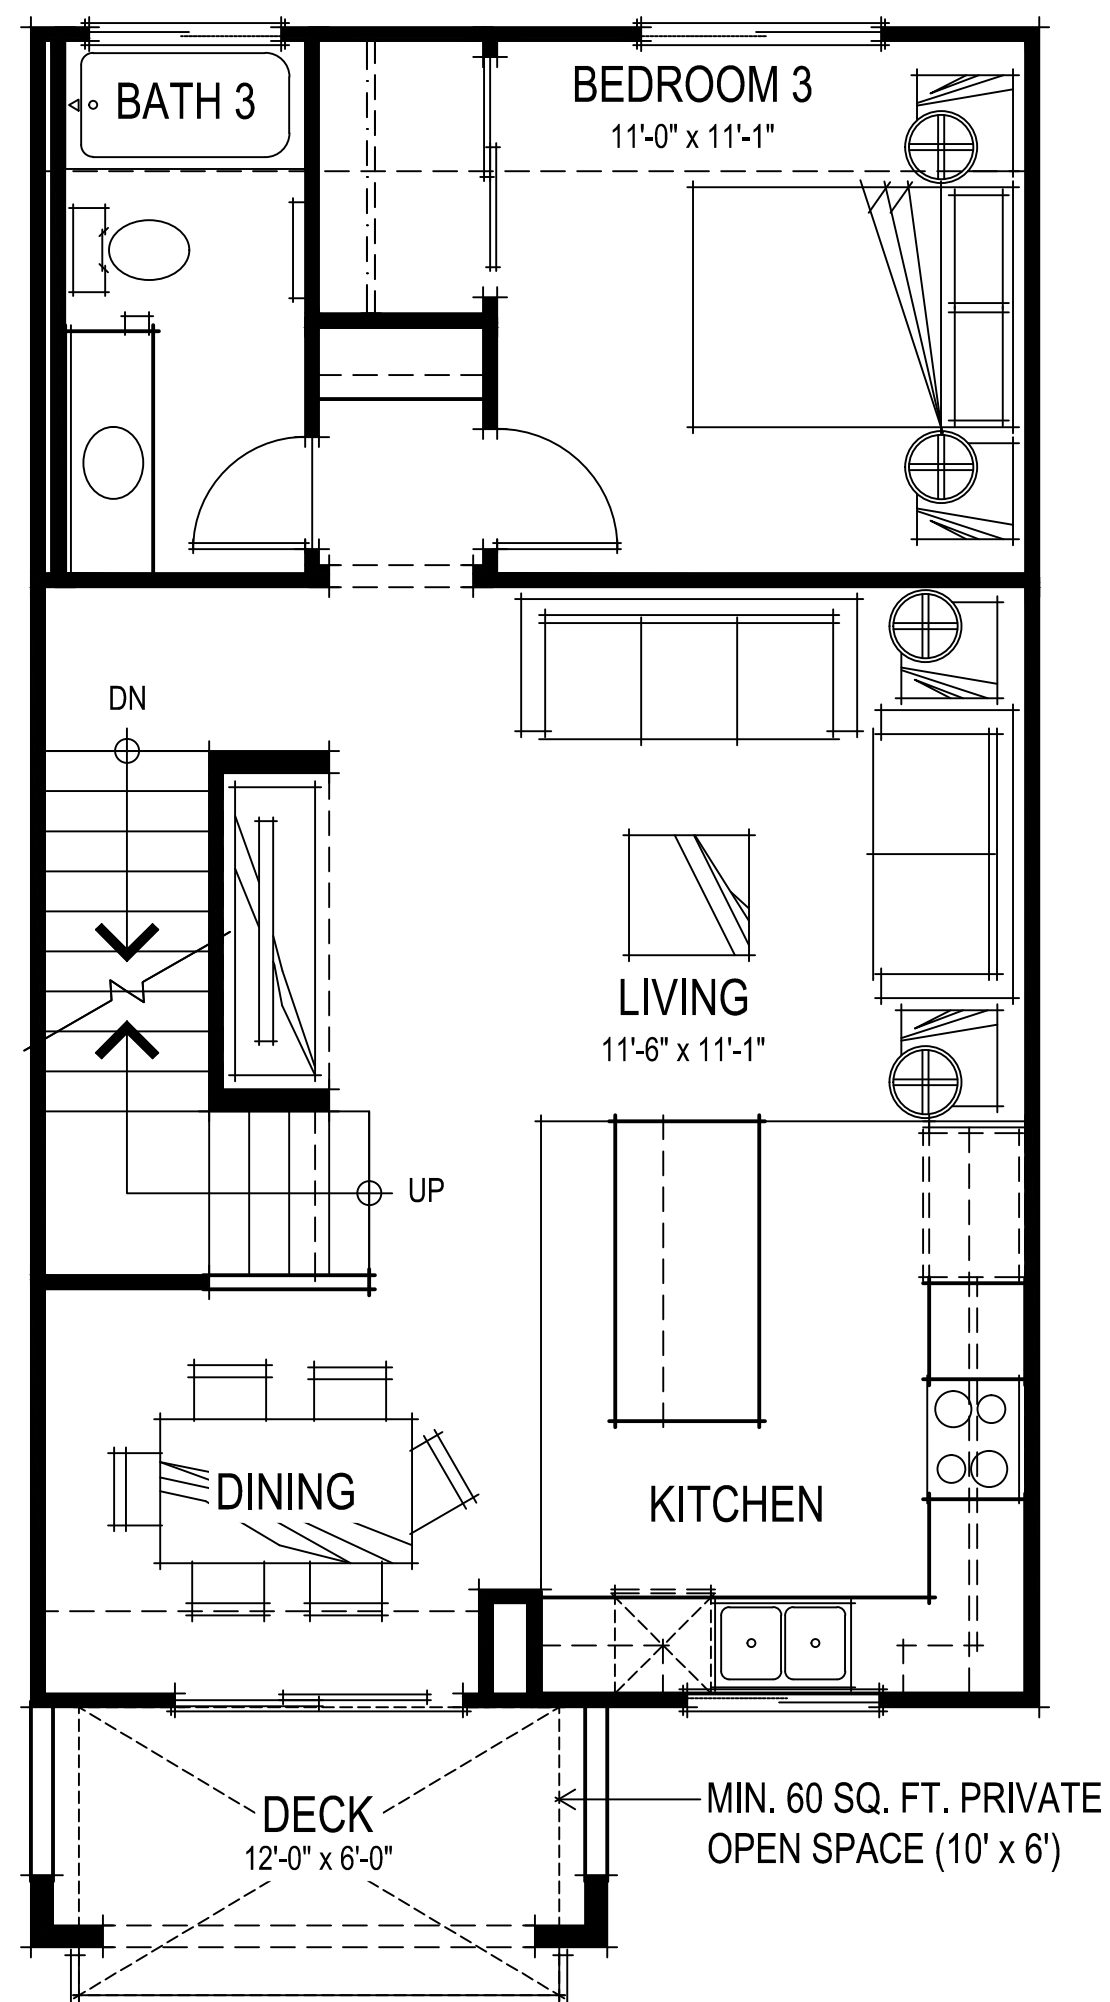 BATH 3
BEDROOM 3
11'-0" x 11'-1"
DN
LIVING
11'-6" x 11'-1"
UP
DINING
KITCHEN
DECK
12'-0" x 6'-0"
MIN. 60 SQ. FT. PRIVATE
OPEN SPACE (10' x 6')